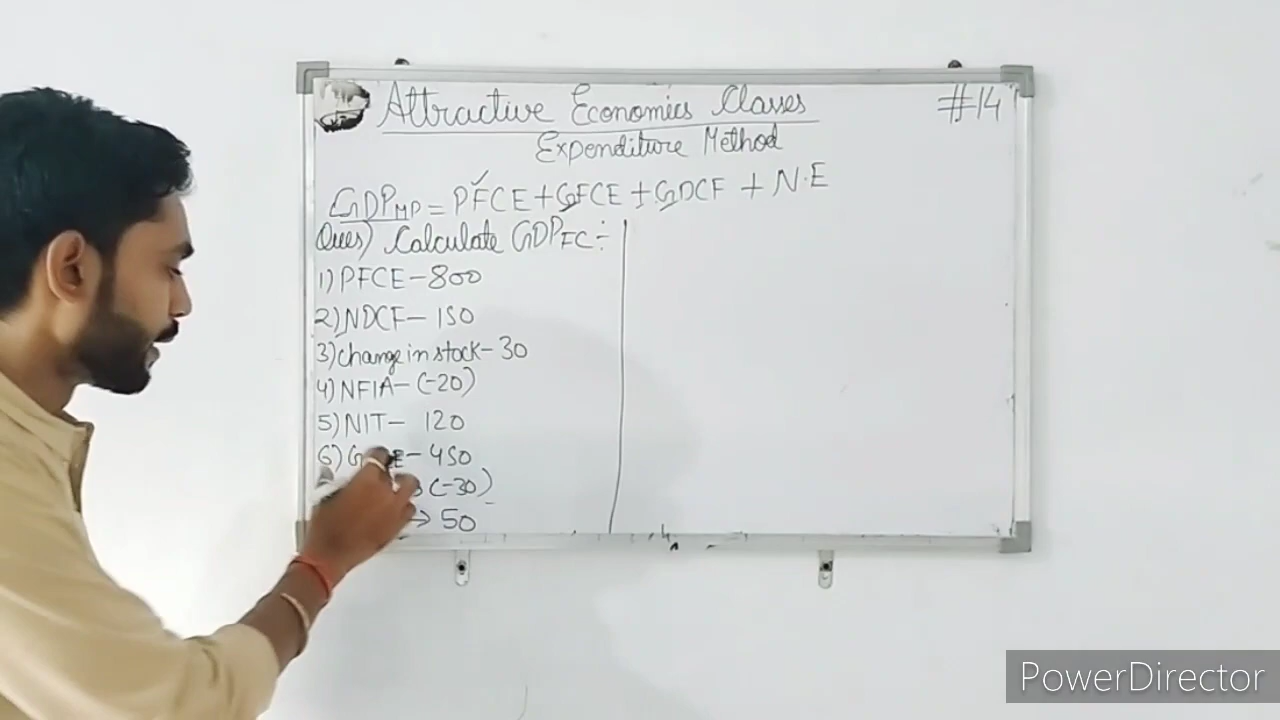 Attractive Economics Classes #14
Expenditure Method
GDPMP = PFCE + GFCE + GDCF + N.E
Ques) Calculate GDPFC :-
1) PFCE - 800
2) NDCF - 150
3) change in stock - 30
4) NFIA - (-20)
5) NIT - 120
6) - 450
(-30)
→ 50
PowerDirector